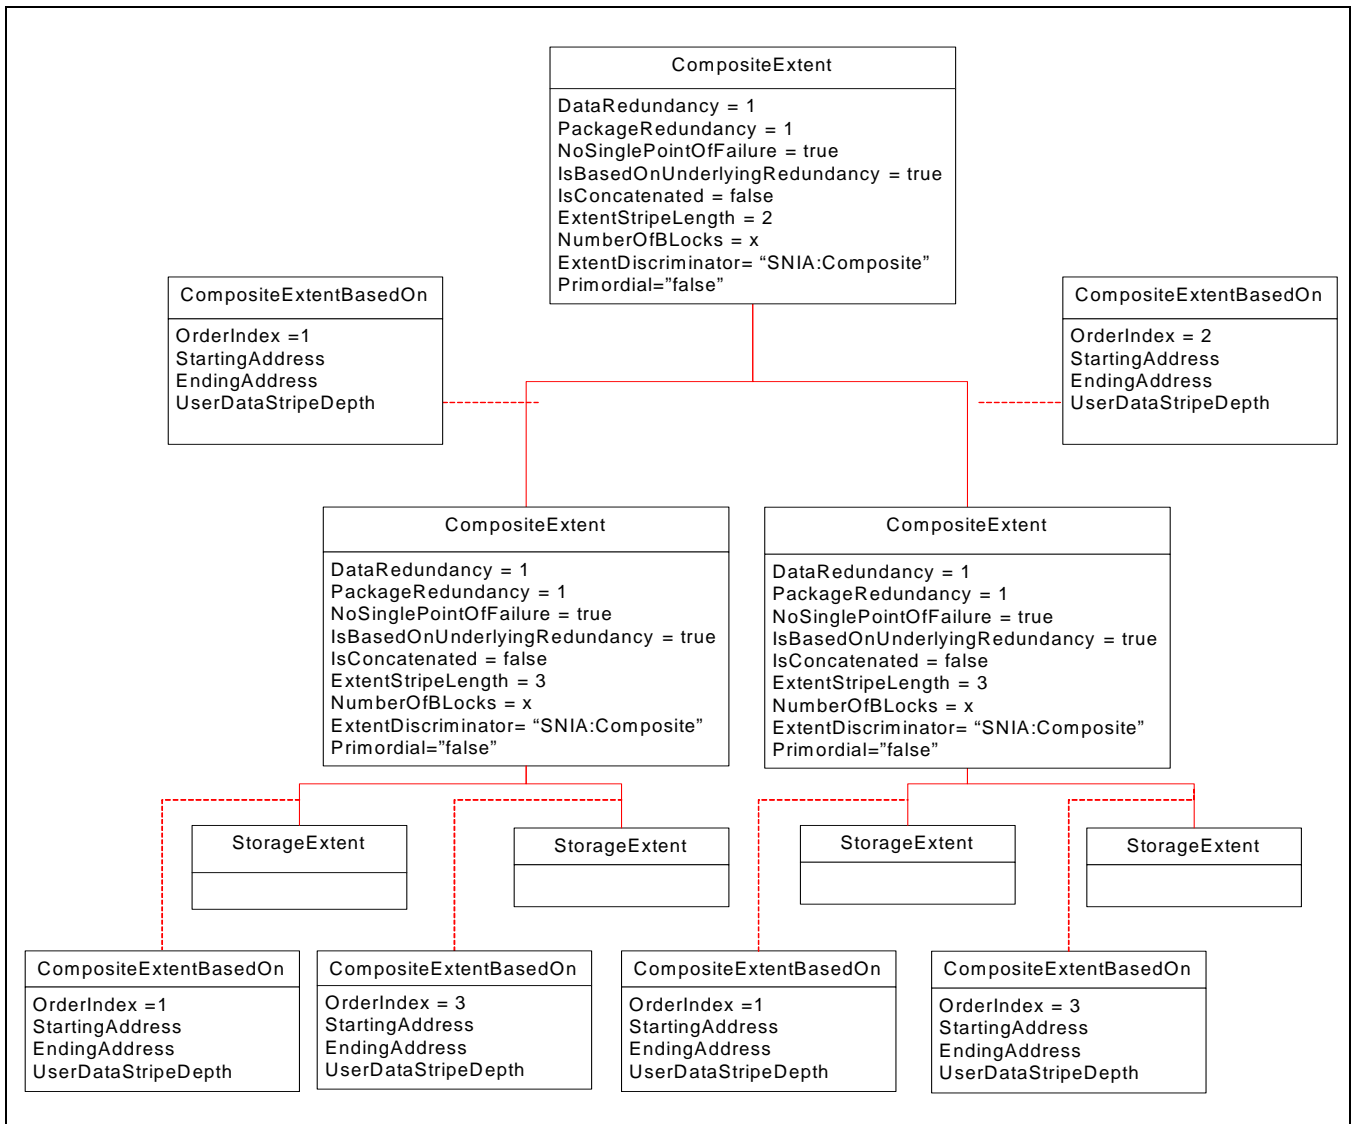 CompositeExtent
DataRedundancy = 1
PackageRedundancy = 1
NoSinglePointOfFailure = true
IsBasedOnUnderlyingRedundancy = true
IsConcatenated = false
ExtentStripeLength = 2
NumberOfBLocks = x
ExtentDiscriminator= “SNIA:Composite”
Primordial=”false”
CompositeExtentBasedOn
OrderIndex =1
StartingAddress
EndingAddress
UserDataStripeDepth
CompositeExtentBasedOn
OrderIndex = 2
StartingAddress
EndingAddress
UserDataStripeDepth
CompositeExtent
DataRedundancy = 1
PackageRedundancy = 1
NoSinglePointOfFailure = true
IsBasedOnUnderlyingRedundancy = true
IsConcatenated = false
ExtentStripeLength = 3
NumberOfBLocks = x
ExtentDiscriminator= “SNIA:Composite”
Primordial=”false”
CompositeExtent
DataRedundancy = 1
PackageRedundancy = 1
NoSinglePointOfFailure = true
IsBasedOnUnderlyingRedundancy = true
IsConcatenated = false
ExtentStripeLength = 3
NumberOfBLocks = x
ExtentDiscriminator= “SNIA:Composite”
Primordial=”false”
StorageExtent
StorageExtent
StorageExtent
StorageExtent
CompositeExtentBasedOn
OrderIndex =1
StartingAddress
EndingAddress
UserDataStripeDepth
CompositeExtentBasedOn
OrderIndex = 3
StartingAddress
EndingAddress
UserDataStripeDepth
CompositeExtentBasedOn
OrderIndex =1
StartingAddress
EndingAddress
UserDataStripeDepth
CompositeExtentBasedOn
OrderIndex = 3
StartingAddress
EndingAddress
UserDataStripeDepth